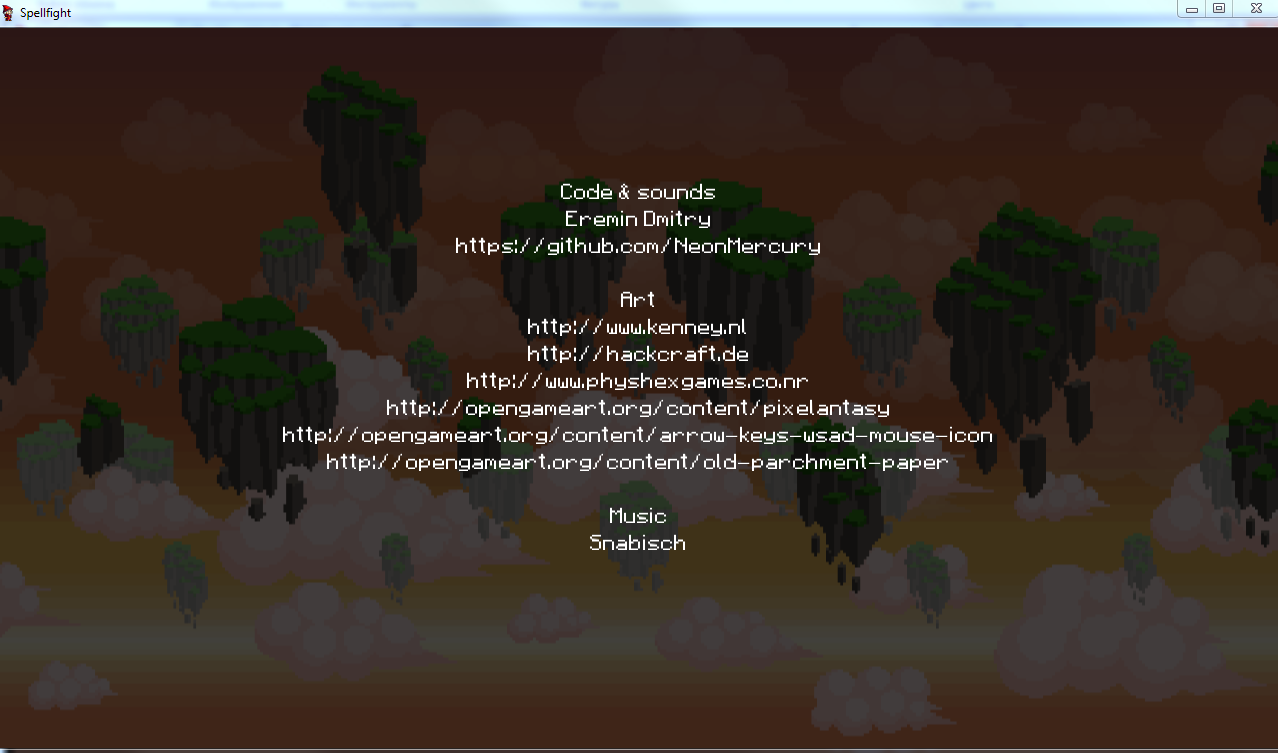 Spellfight
Code & sounds
Eremin Dmitry
https://github.com/NeonMercury
Art
http://www.kenney.nl
http://hackcraft.de
http://www.physhexgames.co.nr
http://opengameart.org/content/pixelantasy
http://opengameart.org/content/arrow-keys-wsad-mouse-icon
http://opengameart.org/content/old-parchment-paper
Music
Snabisch